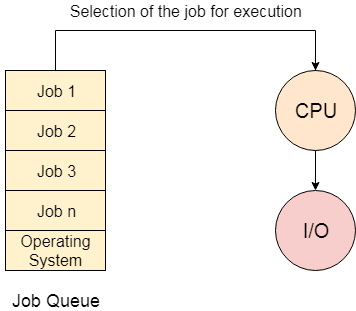 Selection of the job for execution
Job 1
Job 2
Job 3
Job n
Operating
System
Job Queue
CPU
I/O